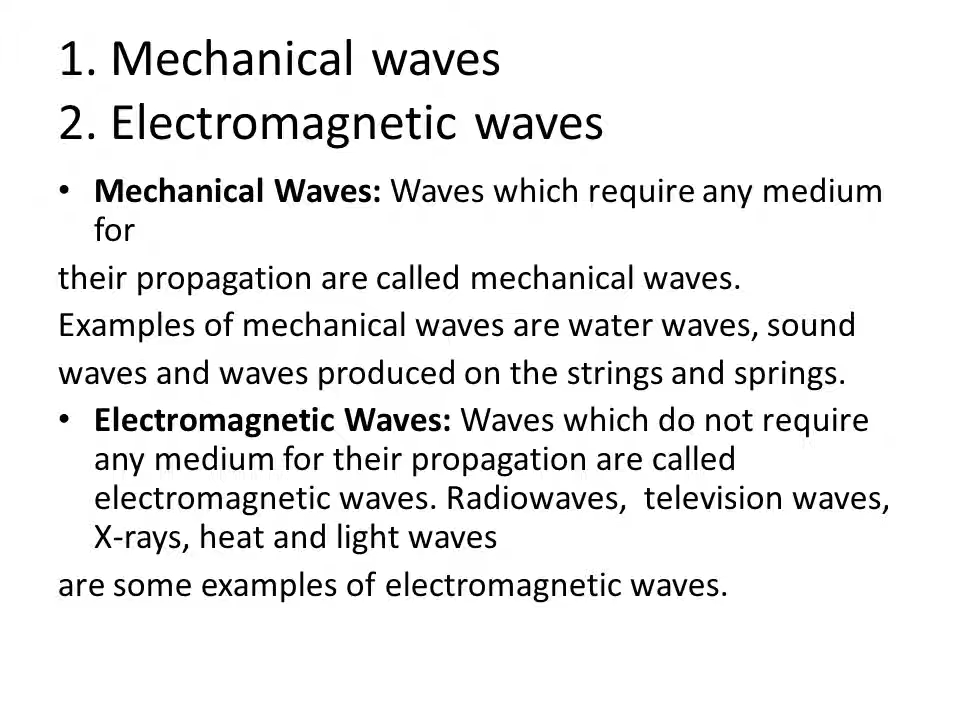 1. Mechanical waves
2. Electromagnetic waves
• Mechanical Waves: Waves which require any medium
for
their propagation are called mechanical waves.
Examples of mechanical waves are water waves, sound
waves and waves produced on the strings and springs.
• Electromagnetic Waves: Waves which do not require
any medium for their propagation are called
electromagnetic waves. Radiowaves,  television waves,
X-rays, heat and light waves
are some examples of electromagnetic waves.